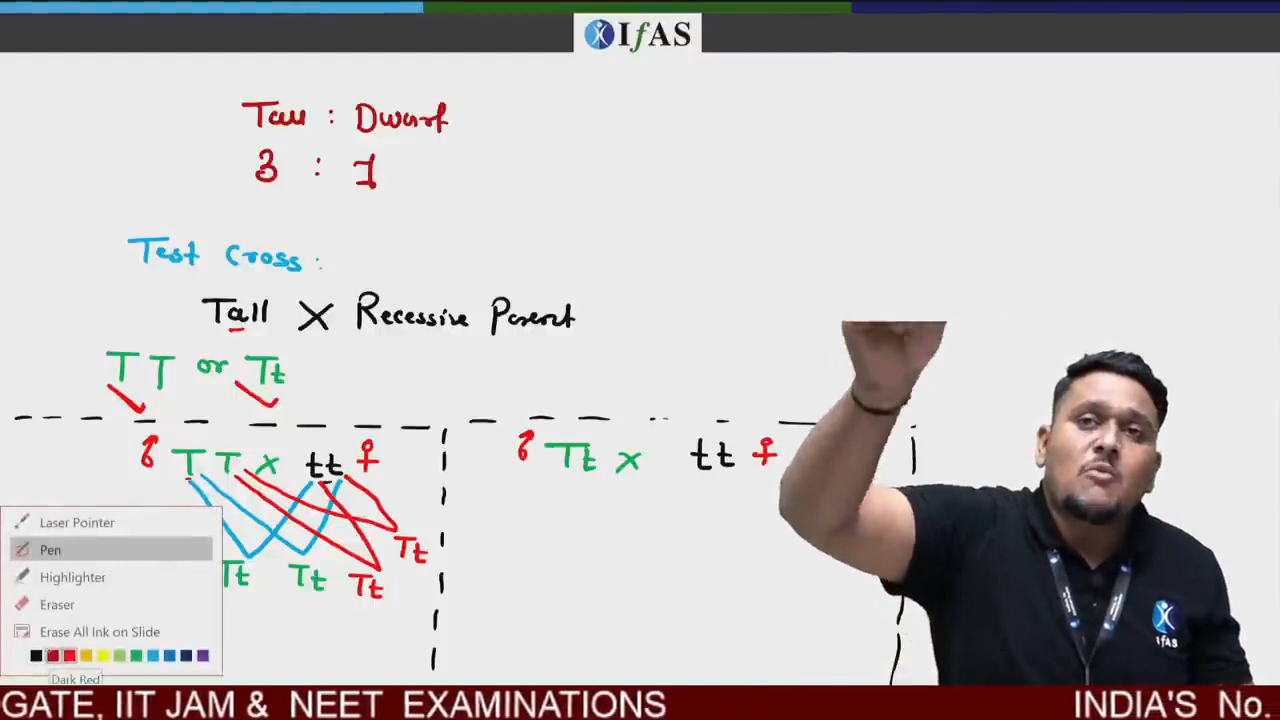 IfAS
Tall : Dwarf
3 : 1
Test Cross :
Tall X Recessive Parent
TT or Tt
♂ TT x tt ♀
♂ Tt x tt ♀
Tt Tt Tt Tt
Laser Pointer
Pen
Highlighter
Eraser
Erase All Ink on Slide
Dark Red
IfAS
GATE, IIT JAM & NEET EXAMINATIONS INDIA'S No.